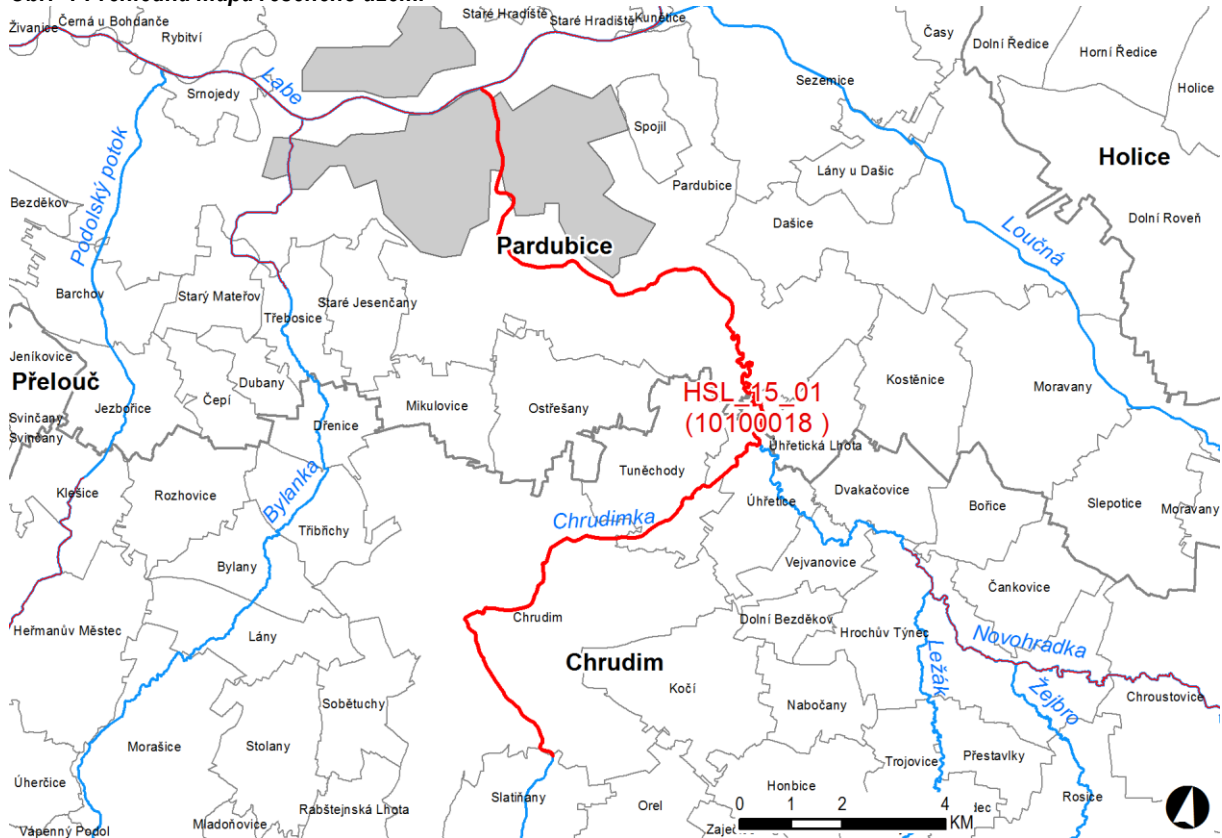 Staré Hradiště
Staré Hradiště
Kunětice
Živanice
Černá u Bohdanče
Rybitví
Časy
Dolní Ředice
Horní Ředice
Holice
Labe
Srnojedy
Sezemice
Spojil
Holice
Podolský potok
Pardubice
Lány u Dašic
Bezděkov
Dašice
Dolní Roveň
Loučná
Pardubice
Barchov
Starý Mateřov
Staré Jesenčany
Třebosice
Jeníkovice
Přelouč
Dubany
Čepí
Jezbořice
Mikulovice
Ostřešany
HSL_15_01
(10100018 )
Kostěnice
Moravany
Svinčany
Svinčany
Dřenice
Úhřetická Lhota
Tuněchody
Klešice
Rozhovice
Bylanka
Dvakačovice
Úhřetice
Bořice
Slepotice
Moravany
Chrudimka
Třibřichy
Bylany
Vejvanovice
Čankovice
Heřmanův Městec
Lány
Chrudim
Dolní Bezděkov
Hrochův Týnec
Novohradka
Chrudim
Ležák
Kočí
Žejbro
Chroustovice
Sobětuchy
Nabočany
Morašice
Stolany
Trojovice
Přestavlky
Úherčice
Slatiňany
Honbice
Rosice
Rabštejnská Lhota
Orel
0 1 2 4
KM
Mladoňovice
Vápenný Podol